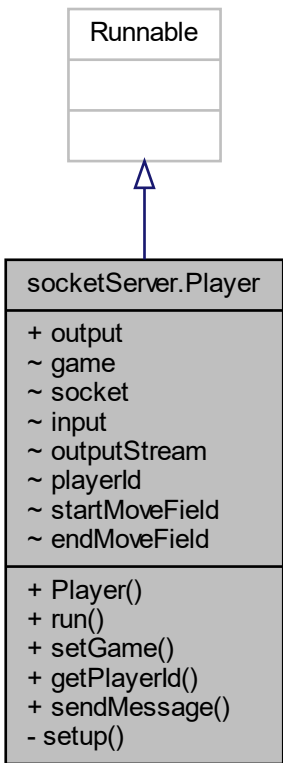 Runnable
socketServer.Player
+ output
~ game
~ socket
~ input
~ outputStream
~ playerId
~ startMoveField
~ endMoveField
+ Player()
+ run()
+ setGame()
+ getPlayerId()
+ sendMessage()
- setup()